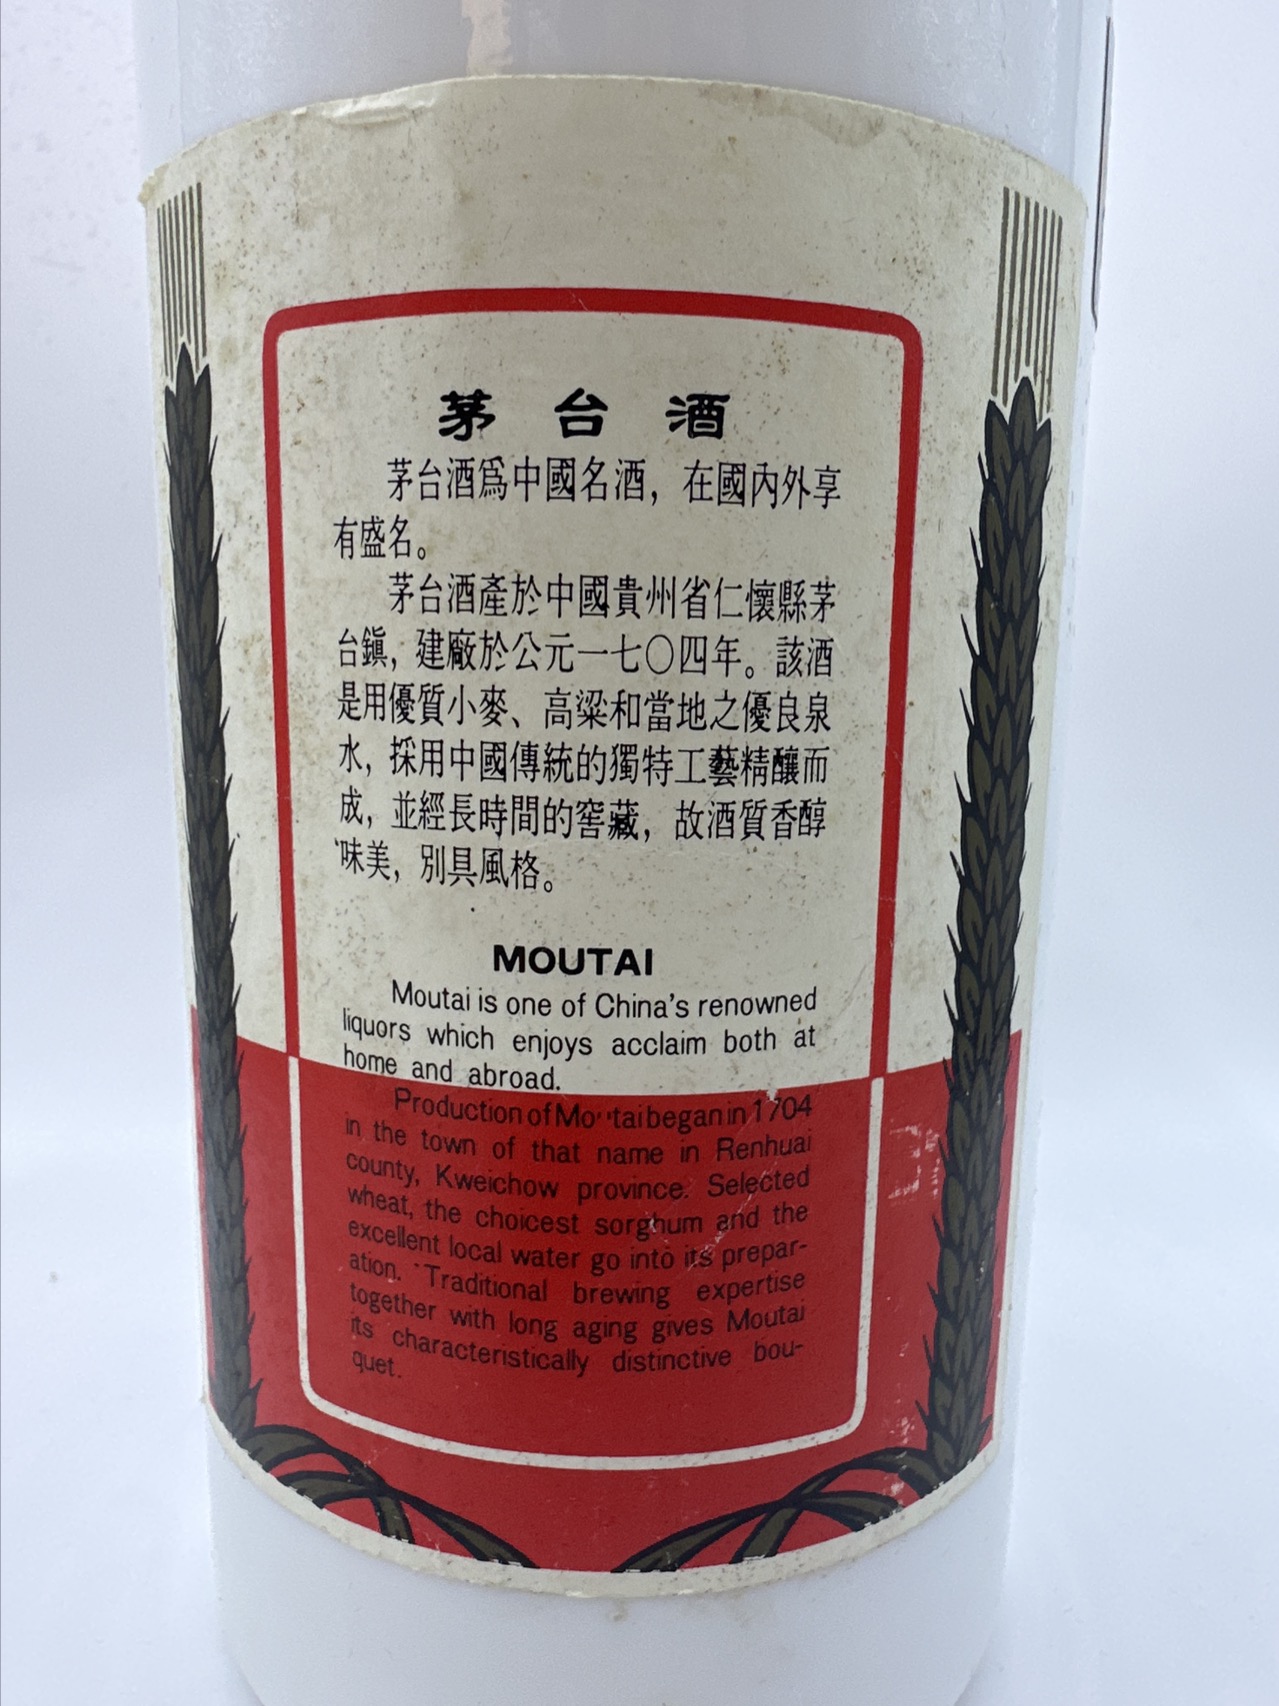 茅台酒
茅台酒爲中國名酒，在國內外享
有盛名。
茅台酒產於中國貴州省仁懷縣茅
台鎭，建廠於公元一七〇四年。該酒
是用優質小麥、高粱和當地之優良泉
水，採用中國傳統的獨特工藝精釀而
成，並經長時間的窖藏，故酒質香醇
味美，別具風格。
MOUTAI
Moutai is one of China's renowned
liquors which enjoys acclaim both at
home and abroad.
Production of Moutai began in 1704
in the town of that name in Renhuai
county, Kweichow province. Selected
wheat, the choicest sorghum and the
excellent local water go into its prepar-
ation. Traditional brewing expertise
together with long aging gives Moutai
its characteristically distinctive bou-
quet.